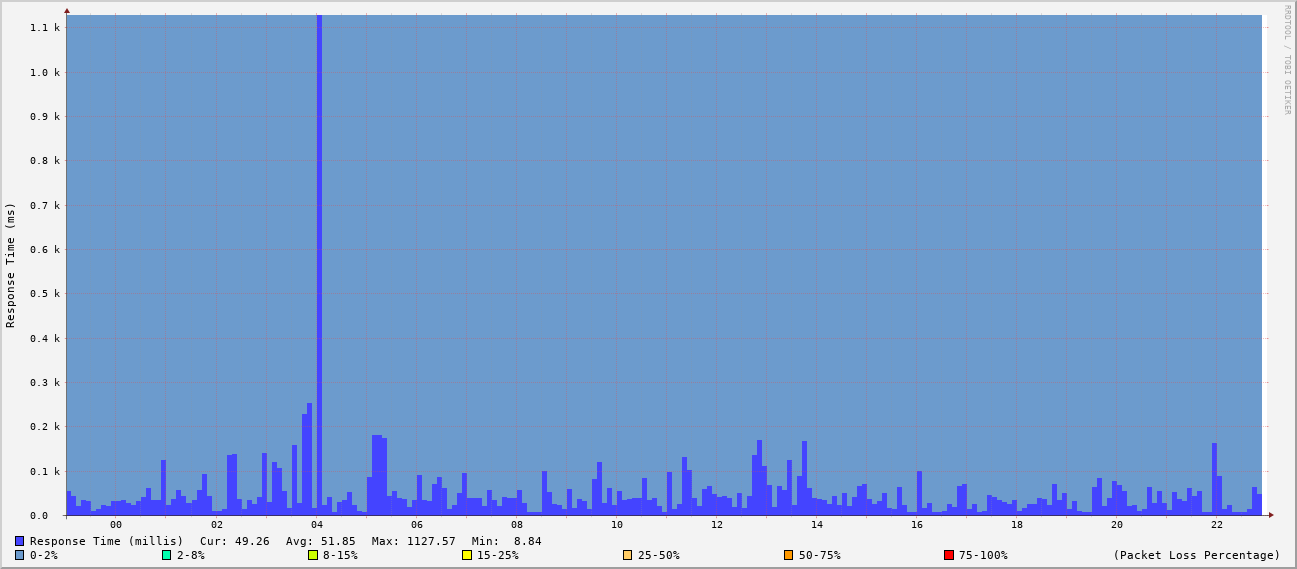 RRDTOOL / TOBI OETIKER
Response Time (ms)
1.1 k
1.0 k
0.9 k
0.8 k
0.7 k
0.6 k
0.5 k
0.4 k
0.3 k
0.2 k
0.1 k
0.0
00 02 04 06 08 10 12 14 16 18 20 22
Response Time (millis) Cur: 49.26 Avg: 51.85 Max: 1127.57 Min: 8.84
0-2% 2-8% 8-15% 15-25% 25-50% 50-75% 75-100% (Packet Loss Percentage)